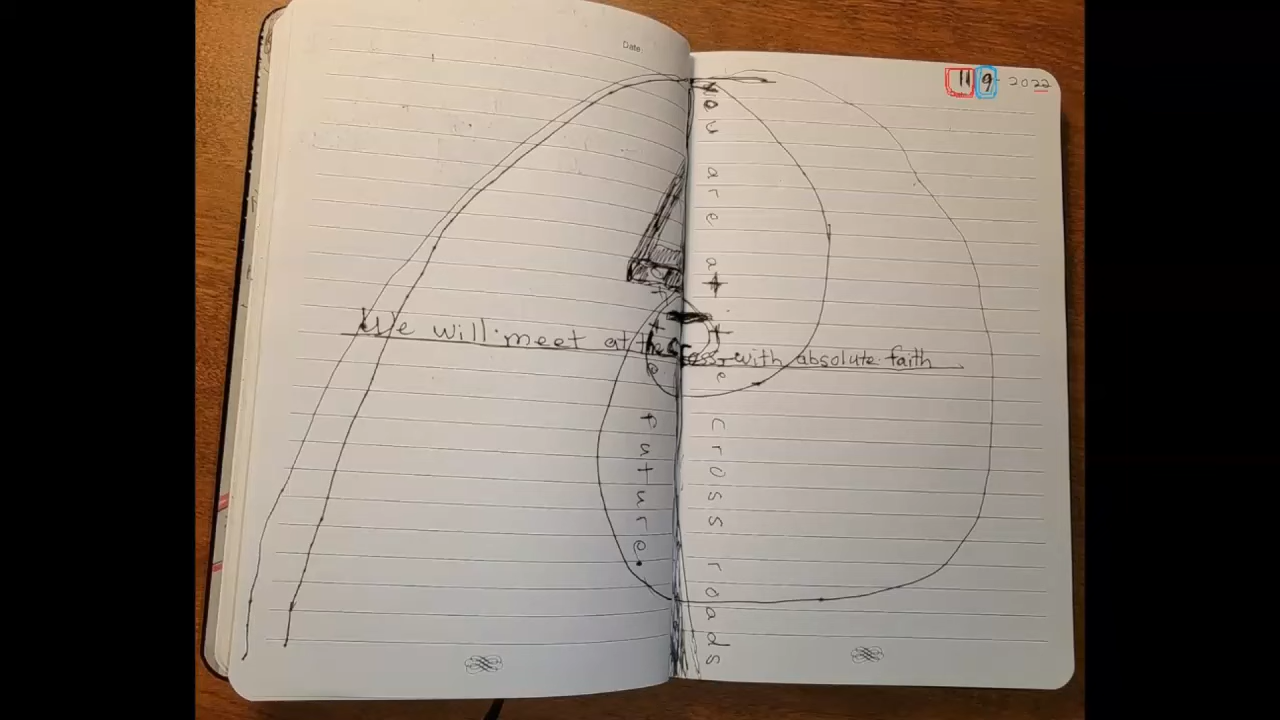 Date
11 9 2022
We will meet at the cross, with absolute faith
you are at the cross roads
future.